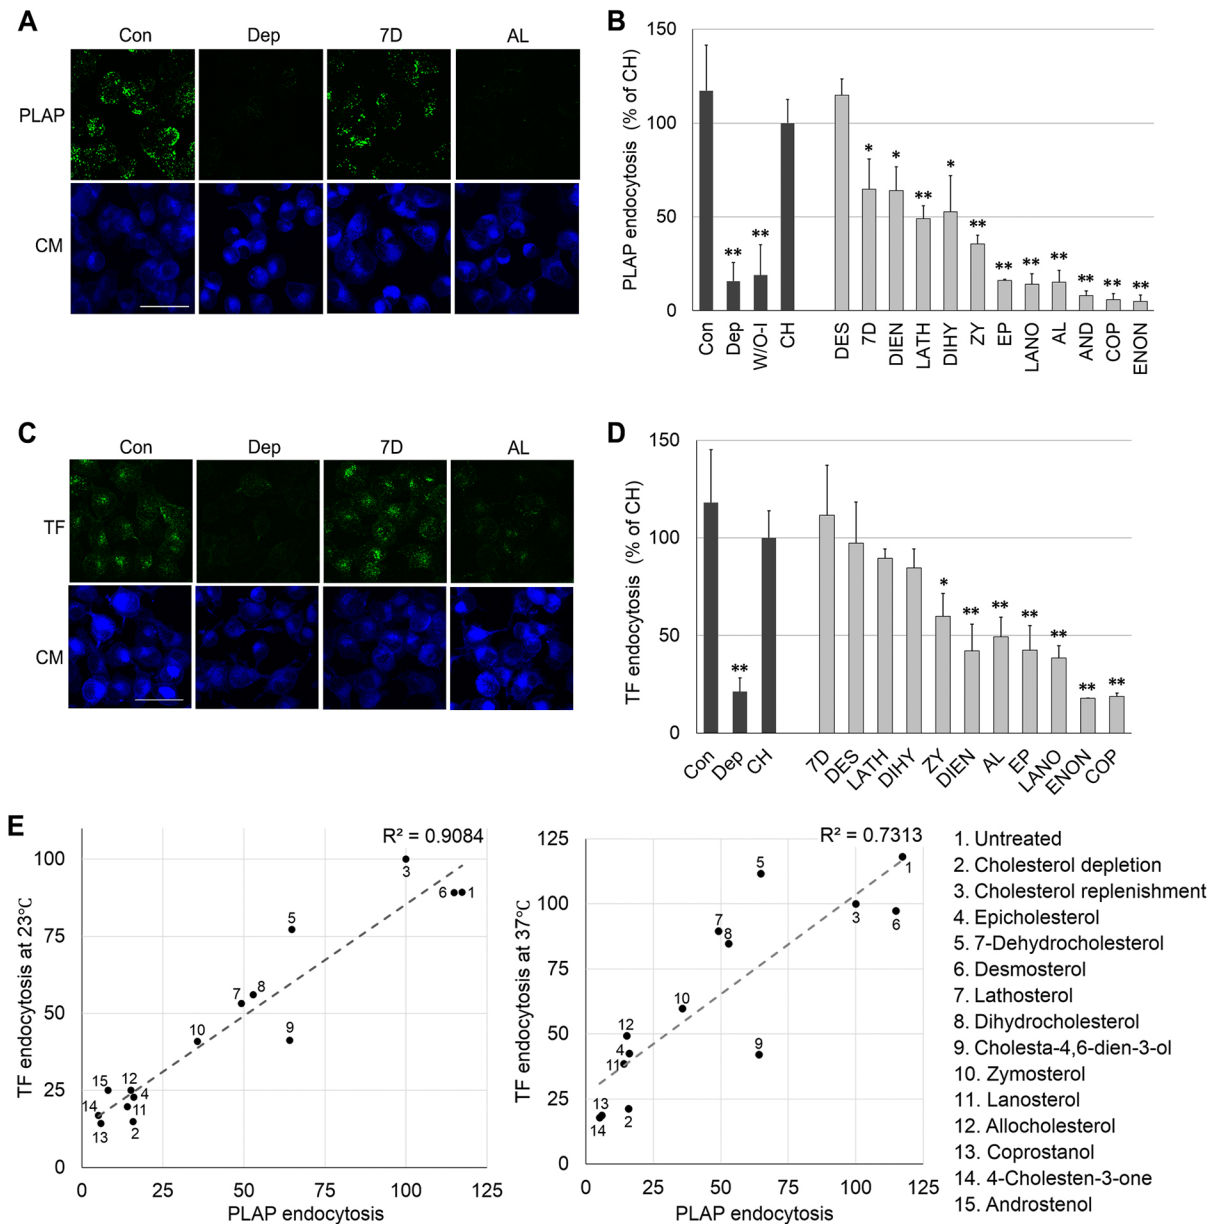 A
Con Dep 7D AL
PLAP
CM
B
PLAP endocytosis (% of CH)
150
100
50
0
* * ** * ** ** ** ** ** ** **
** **
Con Dep W/O-I CH DES 7D DIEN LATH DIHY ZY EP LANO AL AND COP ENON
C
Con Dep 7D AL
TF
CM
D
TF endocytosis (% of CH)
150
100
50
0
** * ** ** ** ** ** **
Con Dep CH 7D DES LATH DIHY ZY DIEN AL EP LANO ENON COP
E
R² = 0.9084
TF endocytosis at 23℃
100
75
50
25
0
3
6 1
5
7 8
9
10
15 12
4
14 11
13 2
0 25 50 75 100 125
PLAP endocytosis
R² = 0.7313
TF endocytosis at 37℃
125
100
75
50
25
0
5 1
3 6
7
8
10
12
4 9
11
13
14 2
0 25 50 75 100 125
PLAP endocytosis
1. Untreated
2. Cholesterol depletion
3. Cholesterol replenishment
4. Epicholesterol
5. 7-Dehydrocholesterol
6. Desmosterol
7. Lathosterol
8. Dihydrocholesterol
9. Cholesta-4,6-dien-3-ol
10. Zymosterol
11. Lanosterol
12. Allocholesterol
13. Coprostanol
14. 4-Cholesten-3-one
15. Androstenol